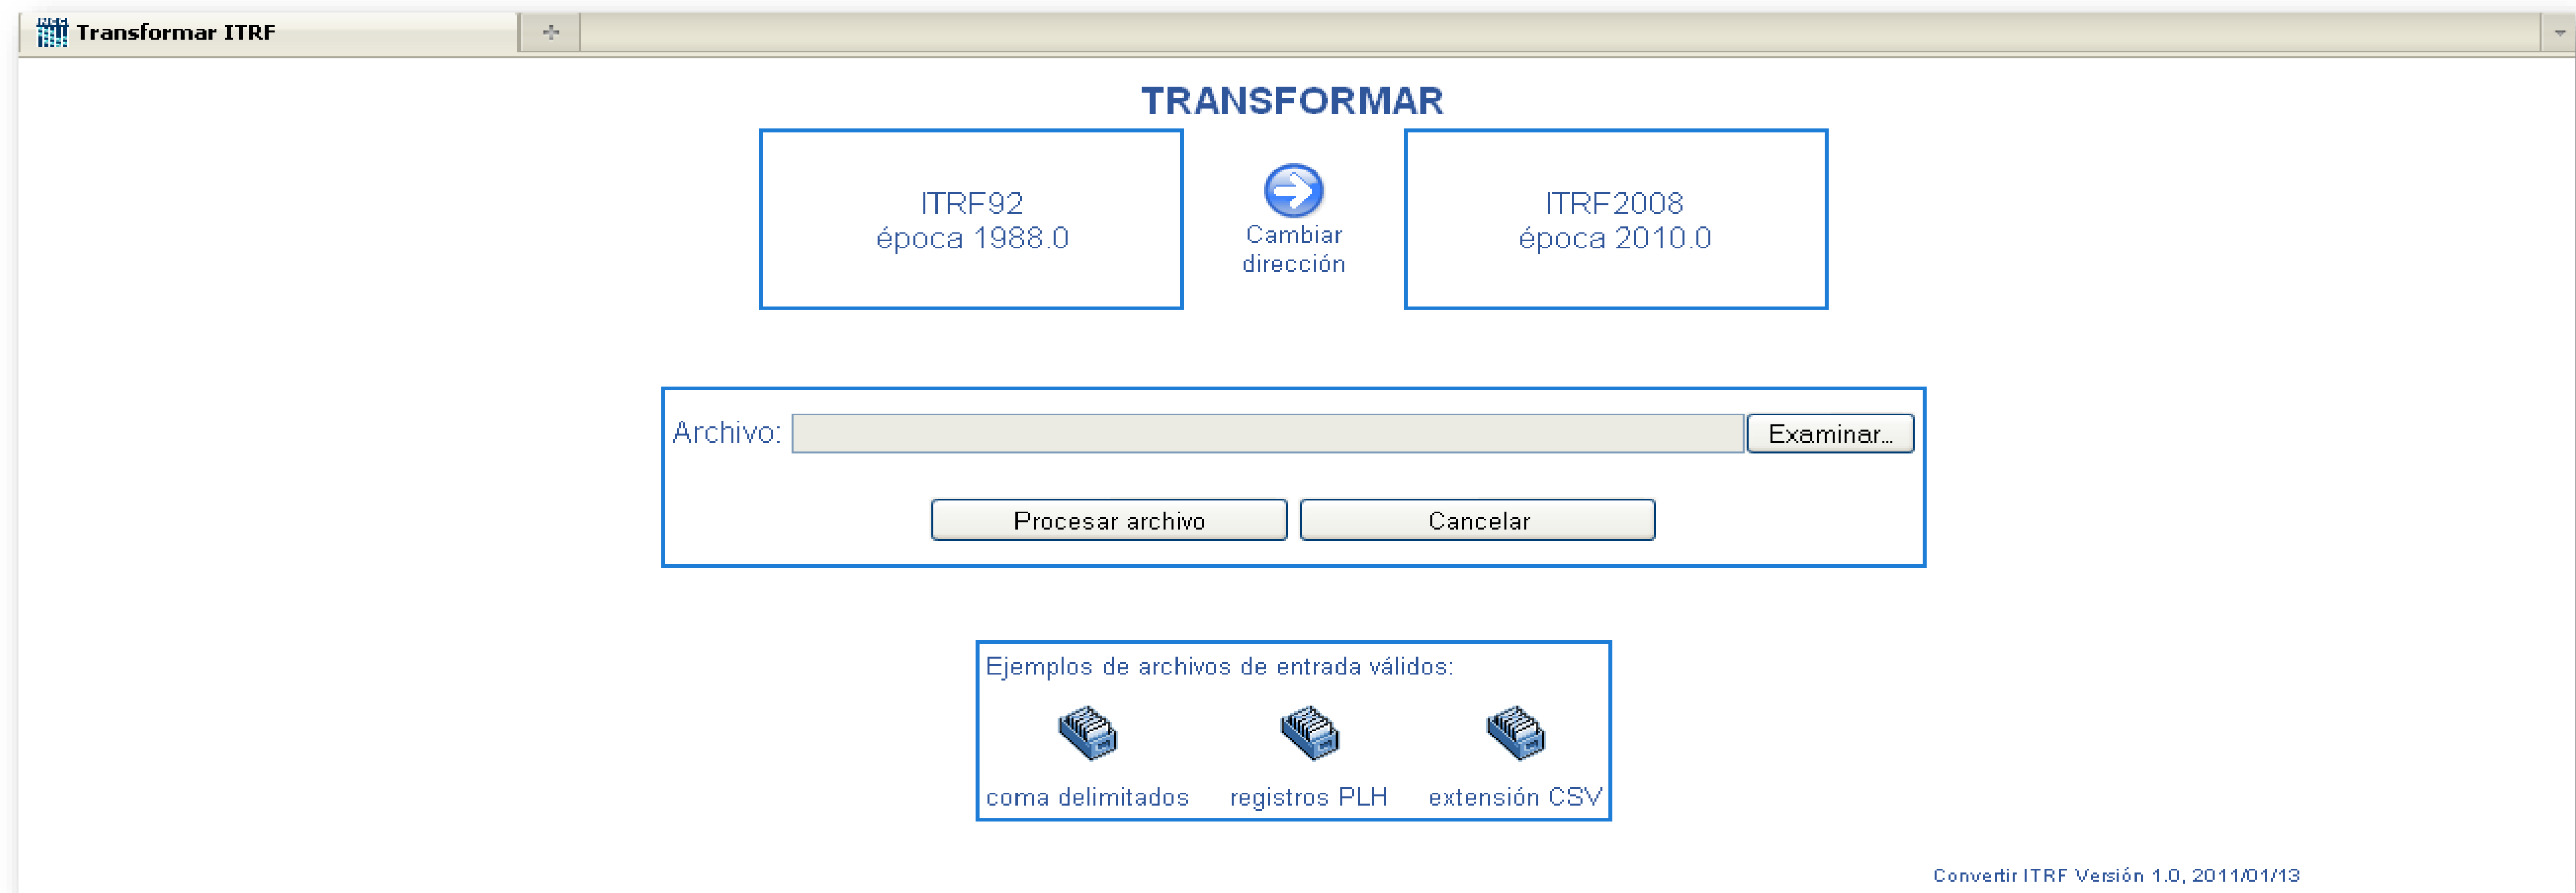 Transformar ITRF
TRANSFORMAR
ITRF92
época 1988.0
Cambiar
dirección
ITRF2008
época 2010.0
Archivo:
Examinar...
Procesar archivo
Cancelar
Ejemplos de archivos de entrada válidos:
coma delimitados
registros PLH
extensión CSV
Convertir ITRF Versión 1.0, 2011/01/13